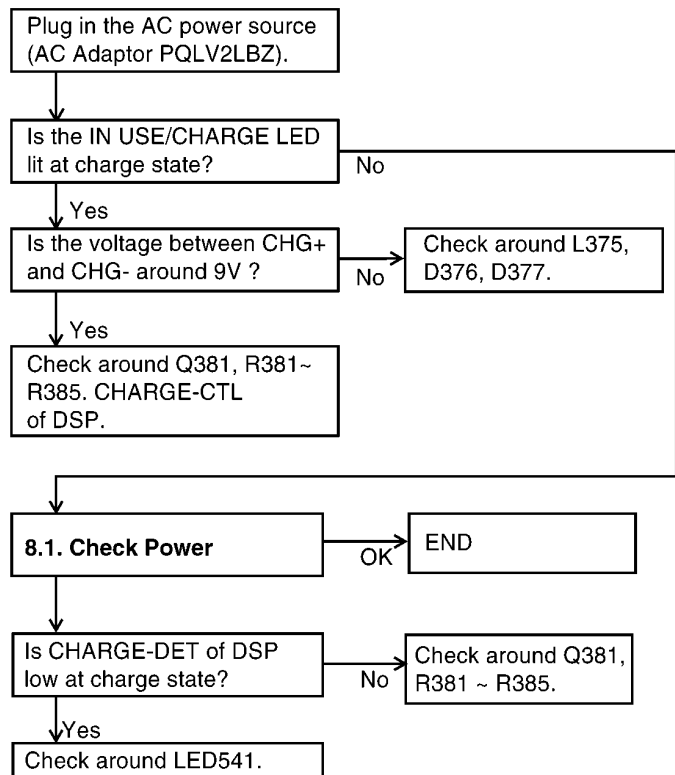 Plug in the AC power source
(AC Adaptor PQLV2LBZ).
Is the IN USE/CHARGE LED
lit at charge state?
No
Yes
Is the voltage between CHG+
and CHG- around 9V ?
No
Check around L375,
D376, D377.
Yes
Check around Q381, R381~
R385. CHARGE-CTL
of DSP.
8.1. Check Power
OK
END
Is CHARGE-DET of DSP
low at charge state?
No
Check around Q381,
R381 ~ R385.
Yes
Check around LED541.